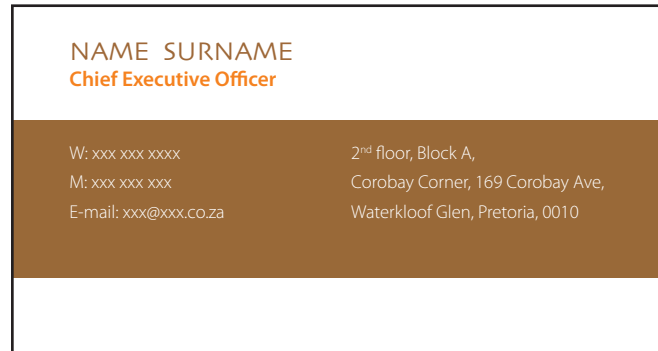 NAME SURNAME
Chief Executive Officer
W: xxx xxx xxxx
M: xxx xxx xxx
E-mail: xxx@xxx.co.za
2nd floor, Block A,
Corobay Corner, 169 Corobay Ave,
Waterkloof Glen, Pretoria, 0010